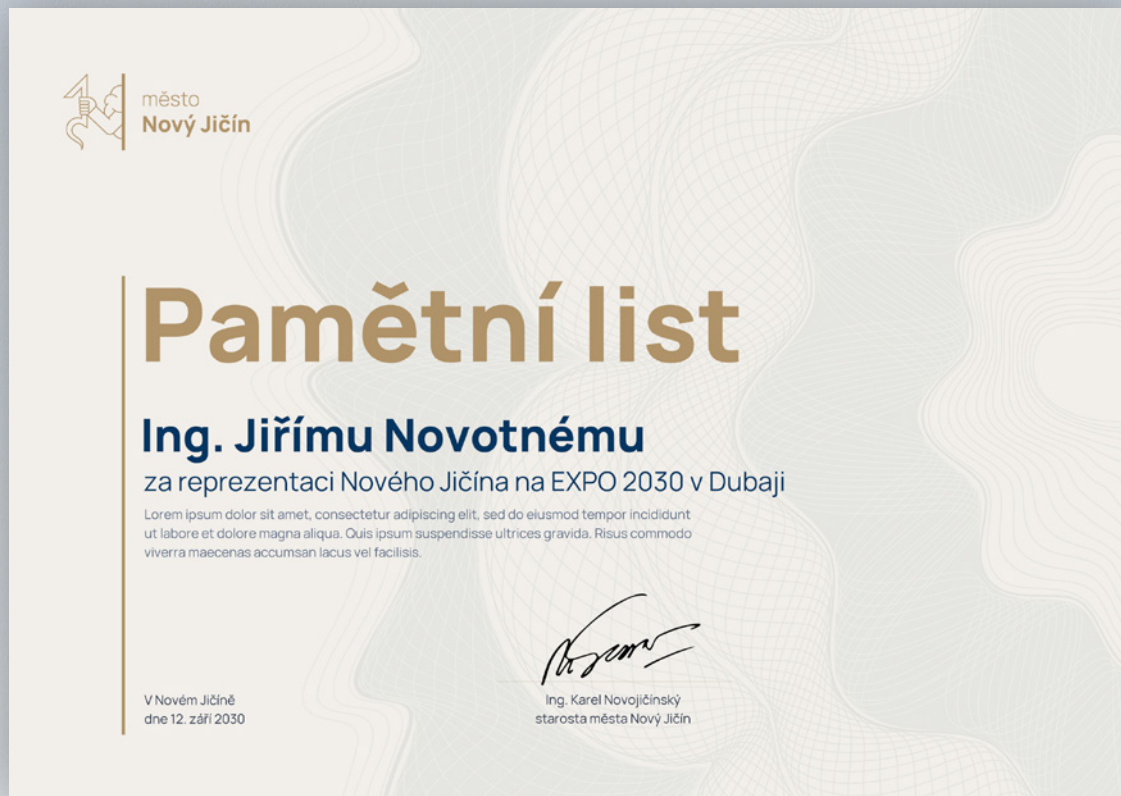 město
Nový Jičín
Pamětní list
Ing. Jiřímu Novotnému
za reprezentaci Nového Jičína na EXPO 2030 v Dubaji
Lorem ipsum dolor sit amet, consectetur adipiscing elit, sed do eiusmod tempor incididunt
ut labore et dolore magna aliqua. Quis ipsum suspendisse ultrices gravida. Risus commodo
viverra maecenas accumsan lacus vel facilisis.
V Novém Jičíně
dne 12. září 2030
Ing. Karel Novojičínský
starosta města Nový Jičín